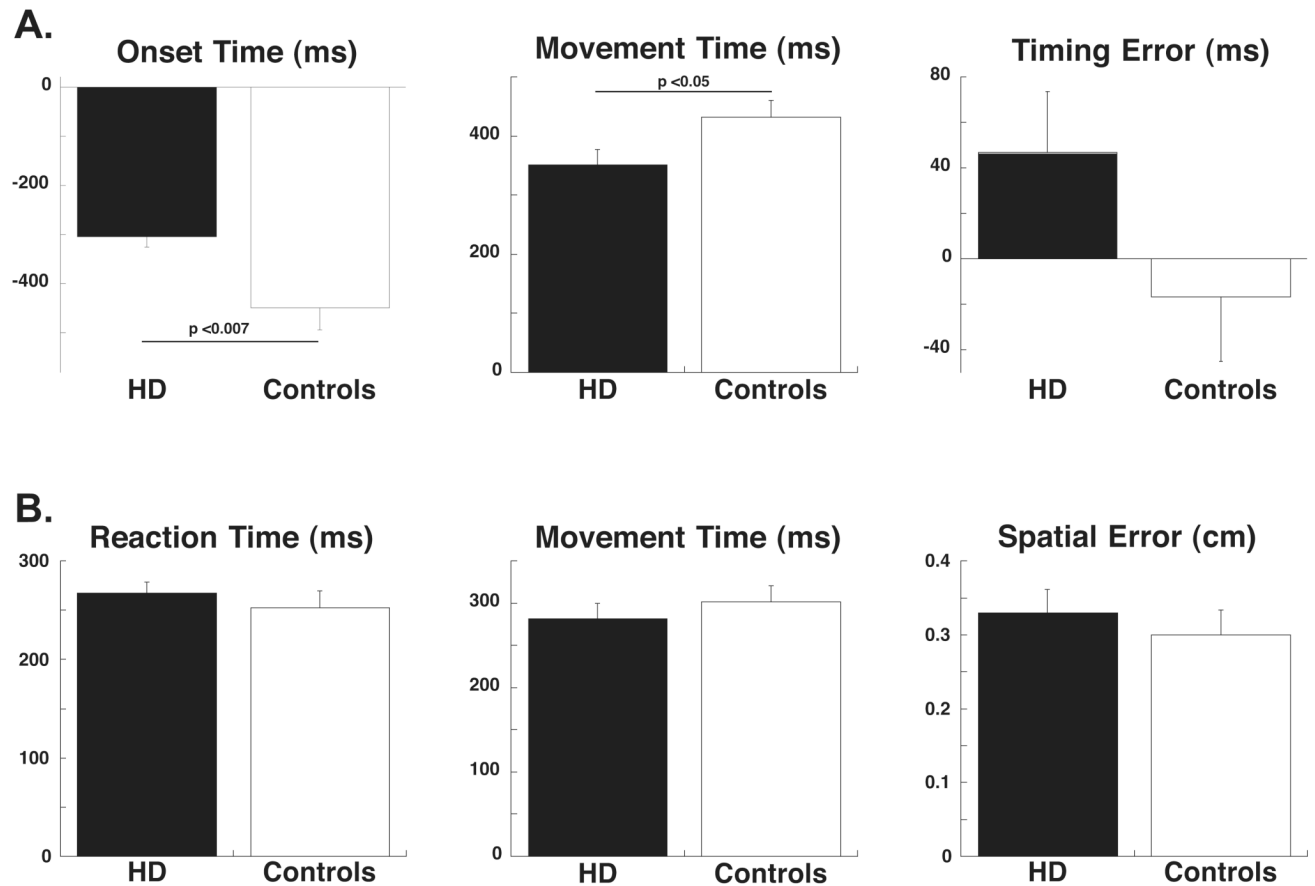 A.
Onset Time (ms)
0
-200
-400
p <0.007
HD Controls
Movement Time (ms)
p <0.05
400
200
0
HD Controls
Timing Error (ms)
80
40
0
-40
HD Controls
B.
Reaction Time (ms)
300
200
100
0
HD Controls
Movement Time (ms)
300
200
100
0
HD Controls
Spatial Error (cm)
0.4
0.3
0.2
0.1
0
HD Controls